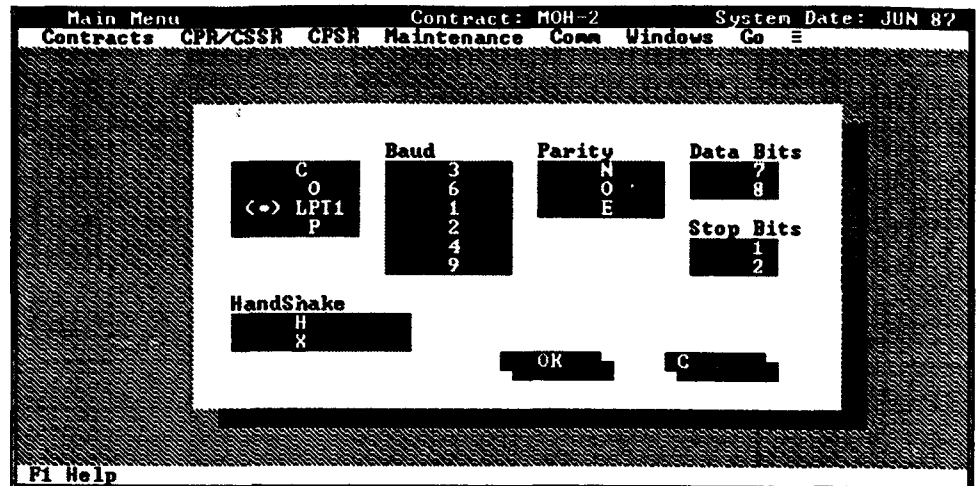 Main Menu Contract: MOH-2 System Date: JUN 87
Contracts CPR/CSSR CPSR Maintenance Comm Windows Go ≡
Baud Parity Data Bits
C 3 N 7
O 6 O 8
(•) LPT1 1 E
P 2 Stop Bits
4 1
9 2
HandShake
H
X
OK C
F1 Help